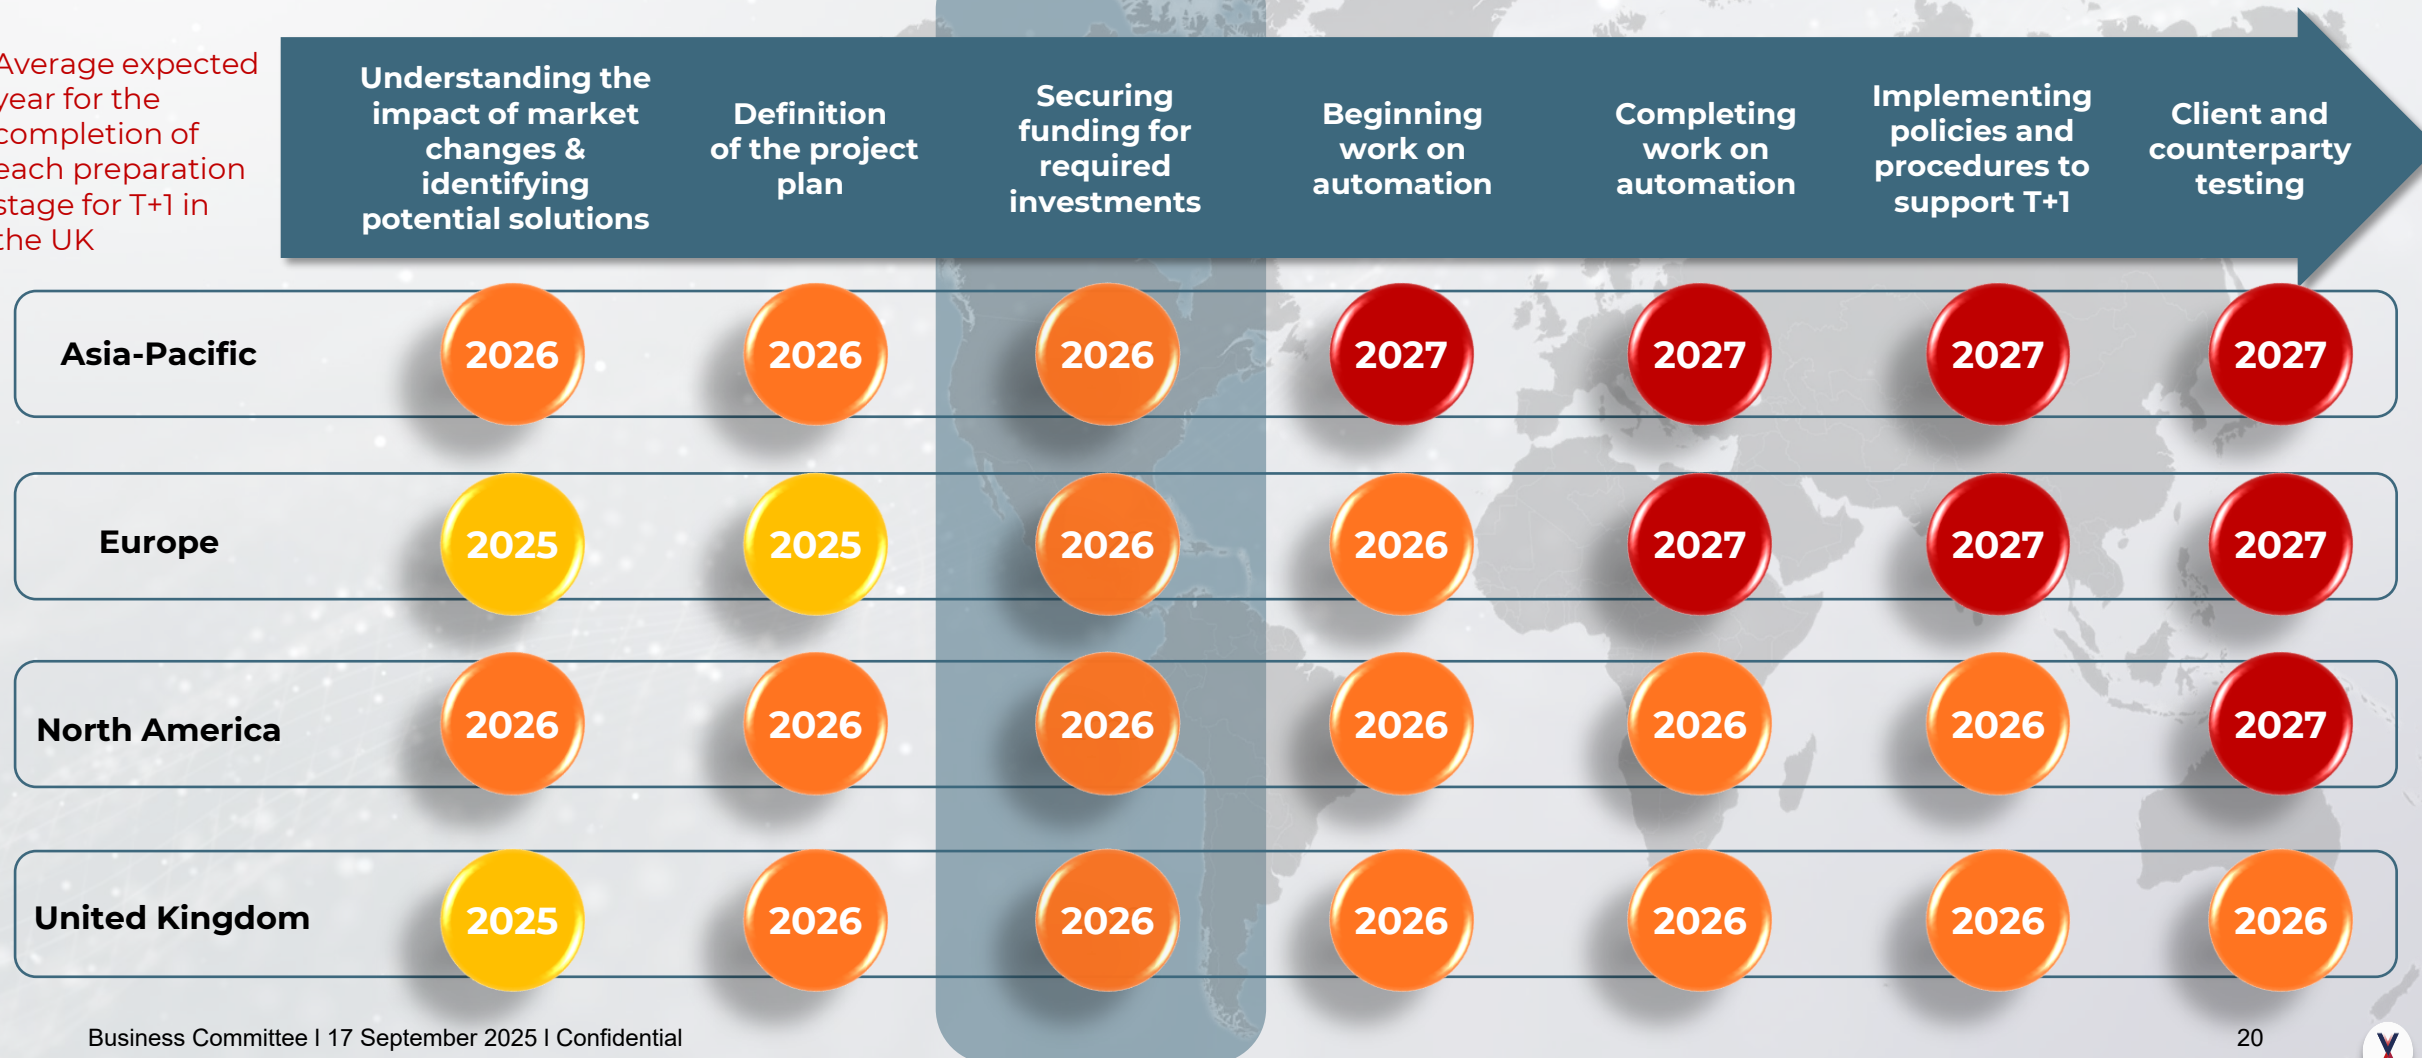 Average expected
year for the
completion of
each preparation
stage for T+1 in
the UK
Understanding the
impact of market
changes &
identifying
potential solutions
Definition
of the project
plan
Securing
funding for
required
investments
Beginning
work on
automation
Completing
work on
automation
Implementing
policies and
procedures to
support T+1
Client and
counterparty
testing
Asia-Pacific 2026 2026 2026 2027 2027 2027 2027
Europe 2025 2025 2026 2026 2027 2027 2027
North America 2026 2026 2026 2026 2026 2026 2027
United Kingdom 2025 2026 2026 2026 2026 2026 2026
Business Committee l 17 September 2025 l Confidential 20